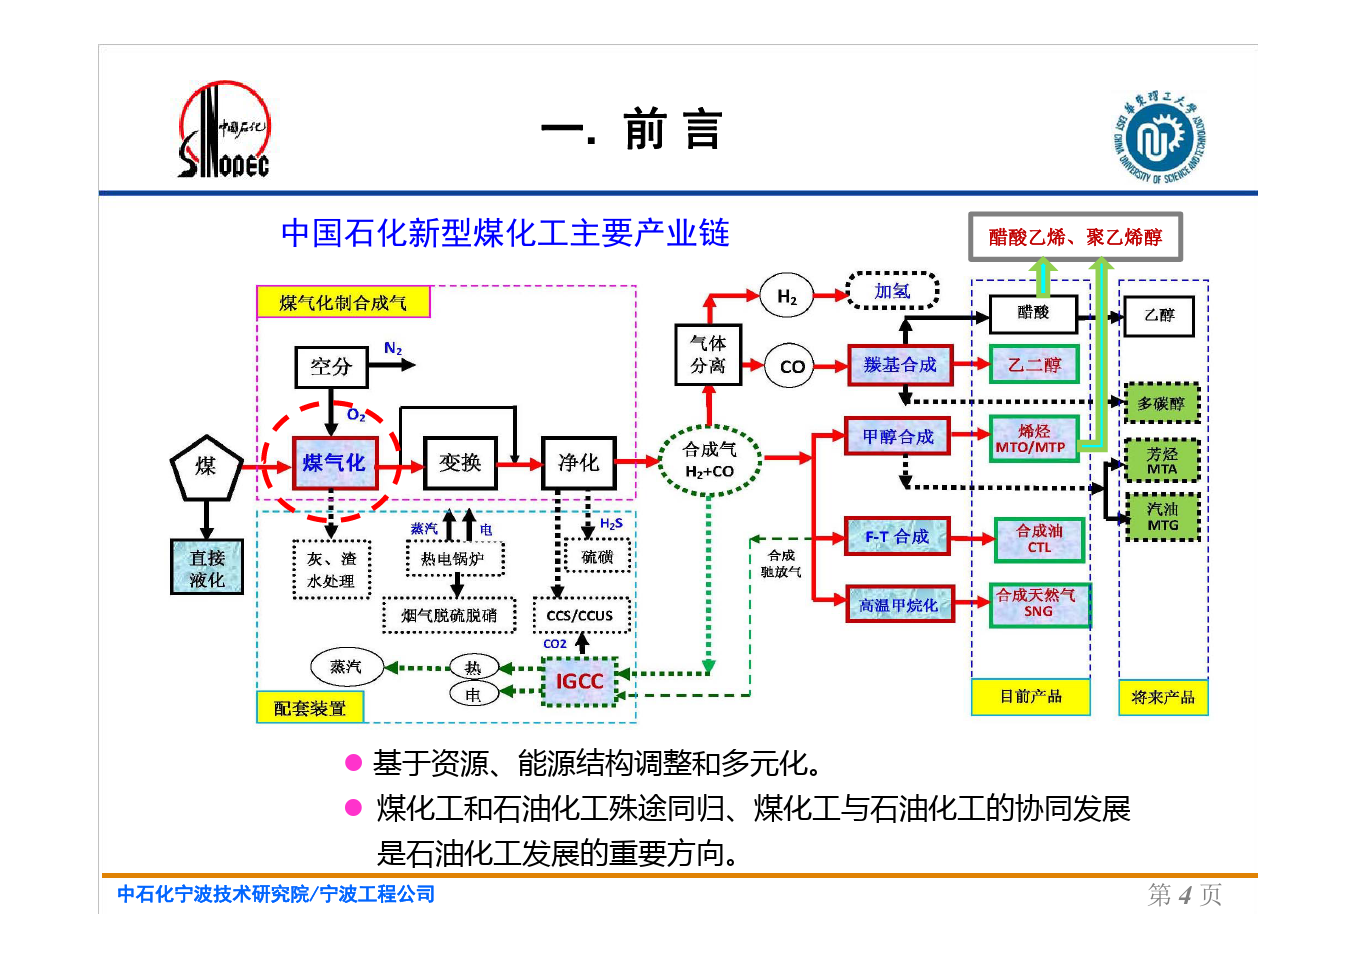 中国石化
SINOPEC
一. 前 言
华东理工大学
EAST CHINA UNIVERSITY OF SCIENCE AND TECHNOLOGY
中国石化新型煤化工主要产业链
醋酸乙烯、聚乙烯醇
煤气化制合成气
空分
N₂
O₂
煤
煤气化
变换
净化
合成气
H₂+CO
气体
分离
H₂
CO
加氢
羰基合成
甲醇合成
F-T 合成
高温甲烷化
醋酸
乙二醇
烯烃
MTO/MTP
合成油
CTL
合成天然气
SNG
乙醇
多碳醇
芳烃
MTA
汽油
MTG
直接
液化
灰、渣
水处理
蒸汽
电
热电锅炉
烟气脱硫脱硝
H₂S
硫磺
CCS/CCUS
CO2
IGCC
热
电
蒸汽
合成
驰放气
配套装置
目前产品
将来产品
基于资源、能源结构调整和多元化。
煤化工和石油化工殊途同归、煤化工与石油化工的协同发展
是石油化工发展的重要方向。
中石化宁波技术研究院/宁波工程公司
第 4 页